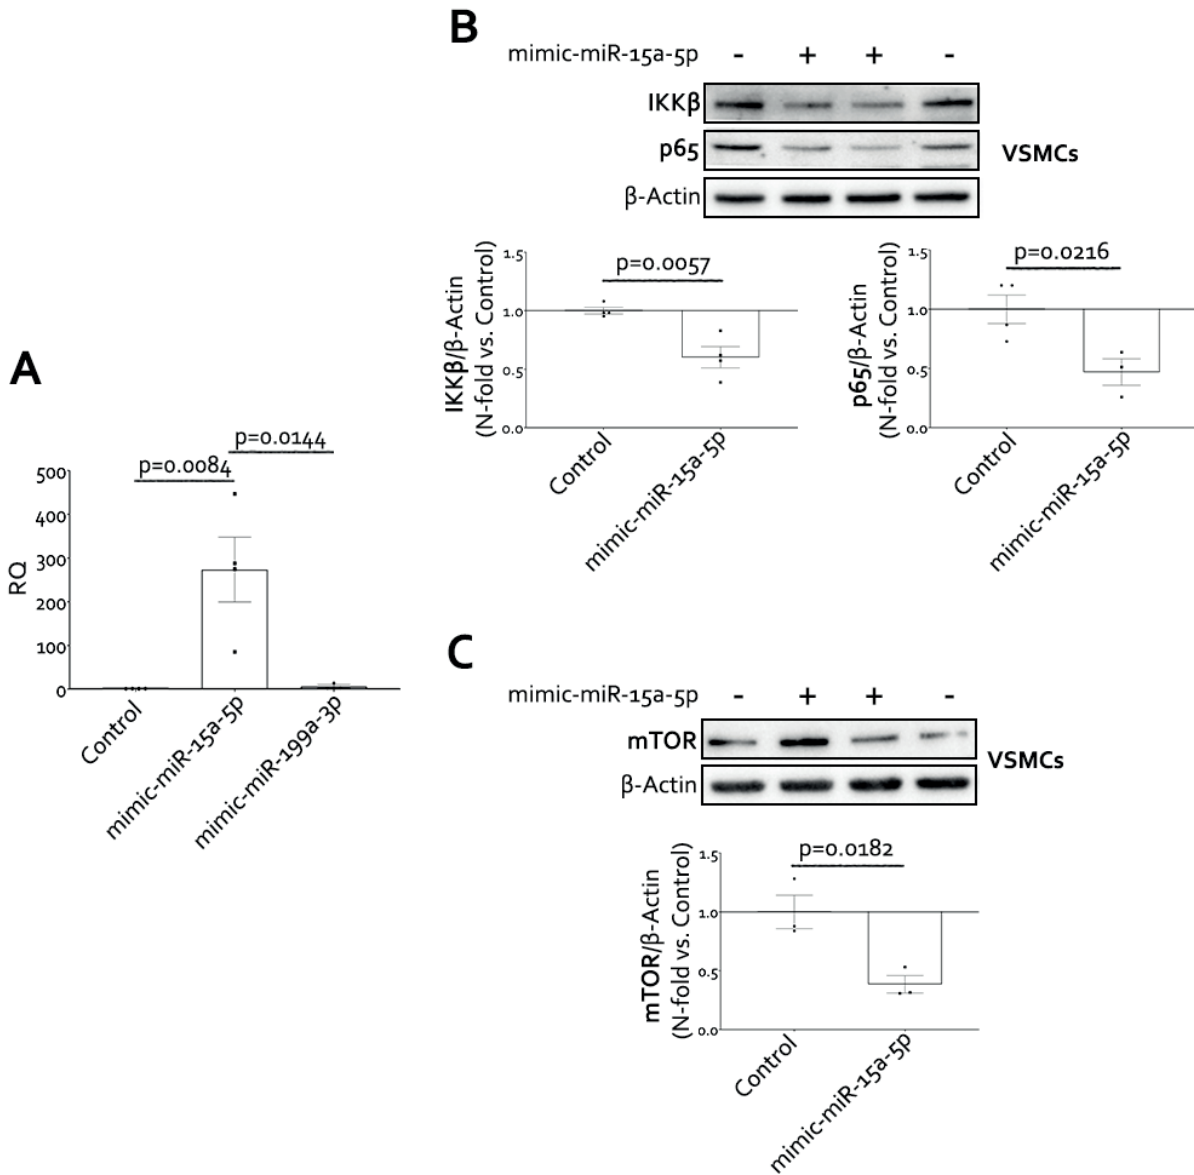 A
p=0.0144
p=0.0084
500
400
300
200
100
0
RQ
Control
mimic-miR-15a-5p
mimic-miR-199a-3p
B
mimic-miR-15a-5p - + + -
IKKβ
p65
β-Actin
VSMCs
IKKβ/β-Actin
(N-fold vs. Control)
1.5
1.0
0.5
0.0
p=0.0057
Control
mimic-miR-15a-5p
p65/β-Actin
(N-fold vs. Control)
1.5
1.0
0.5
0.0
p=0.0216
Control
mimic-miR-15a-5p
C
mimic-miR-15a-5p - + + -
mTOR
β-Actin
VSMCs
mTOR/β-Actin
(N-fold vs. Control)
1.5
1.0
0.5
0.0
p=0.0182
Control
mimic-miR-15a-5p